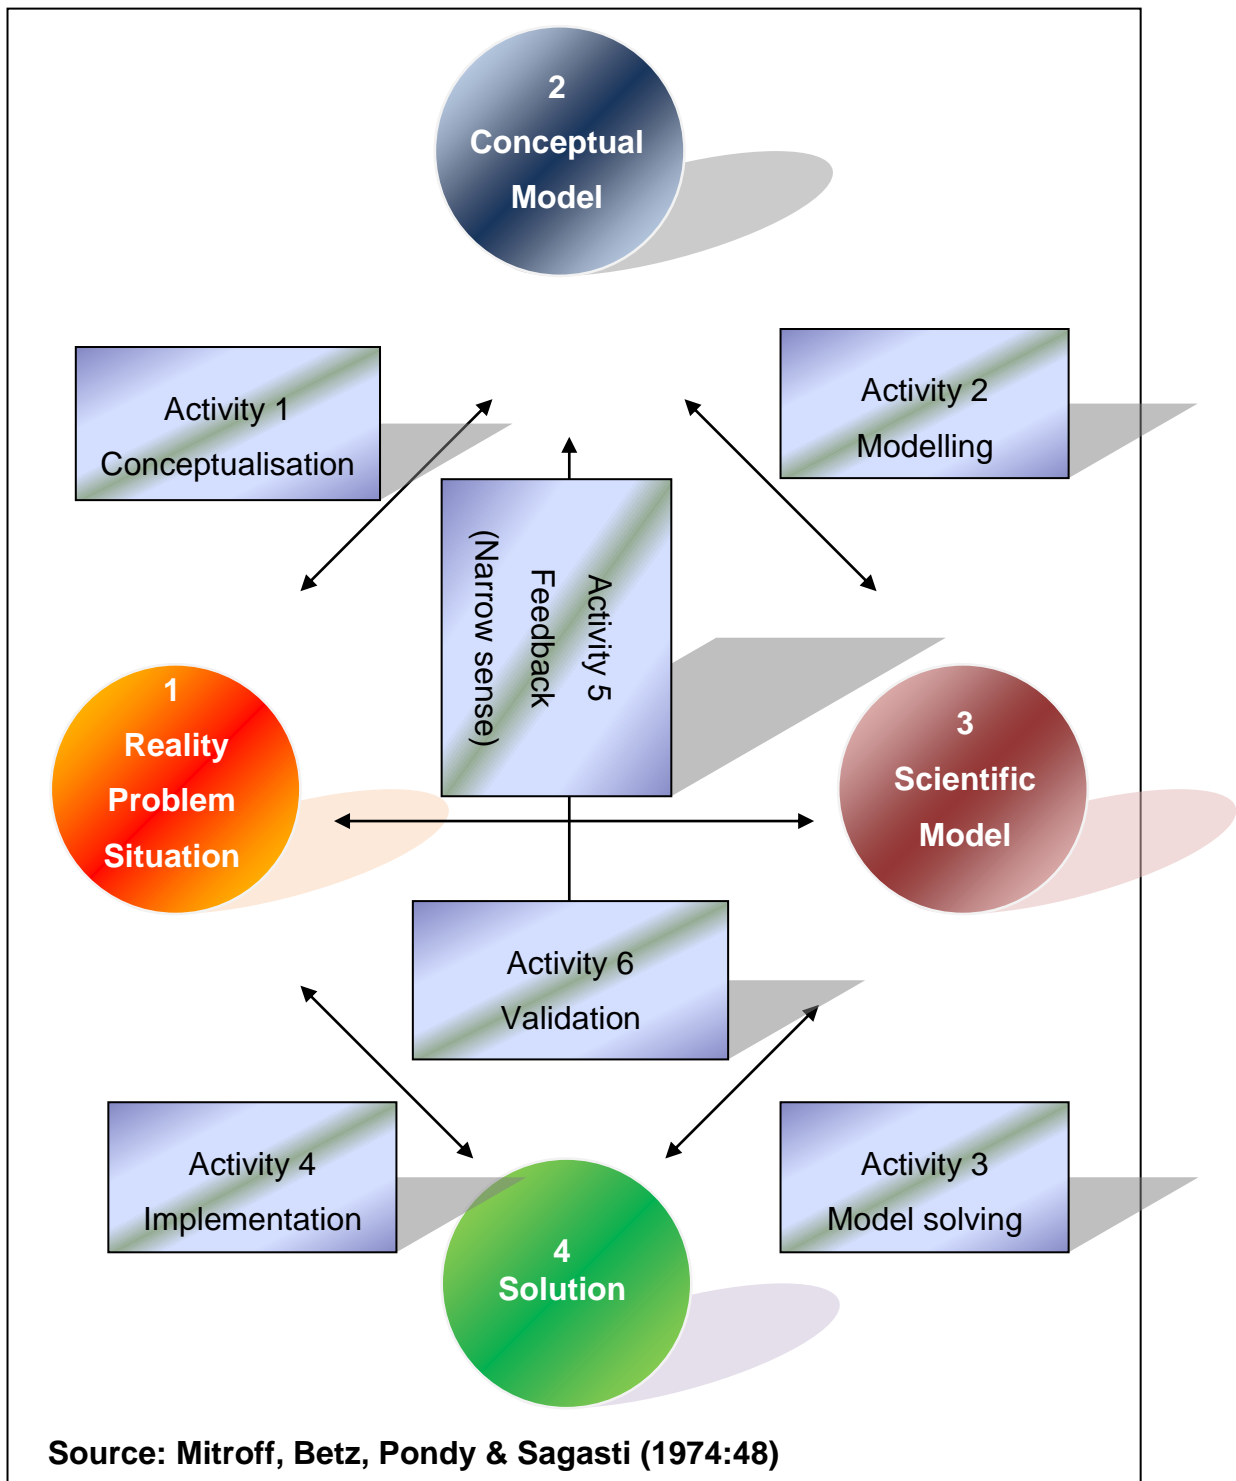 2
Conceptual
Model
Activity 1
Conceptualisation
Activity 2
Modelling
Activity 5
Feedback
(Narrow sense)
1
Reality
Problem
Situation
3
Scientific
Model
Activity 6
Validation
Activity 4
Implementation
Activity 3
Model solving
4
Solution
Source: Mitroff, Betz, Pondy & Sagasti (1974:48)